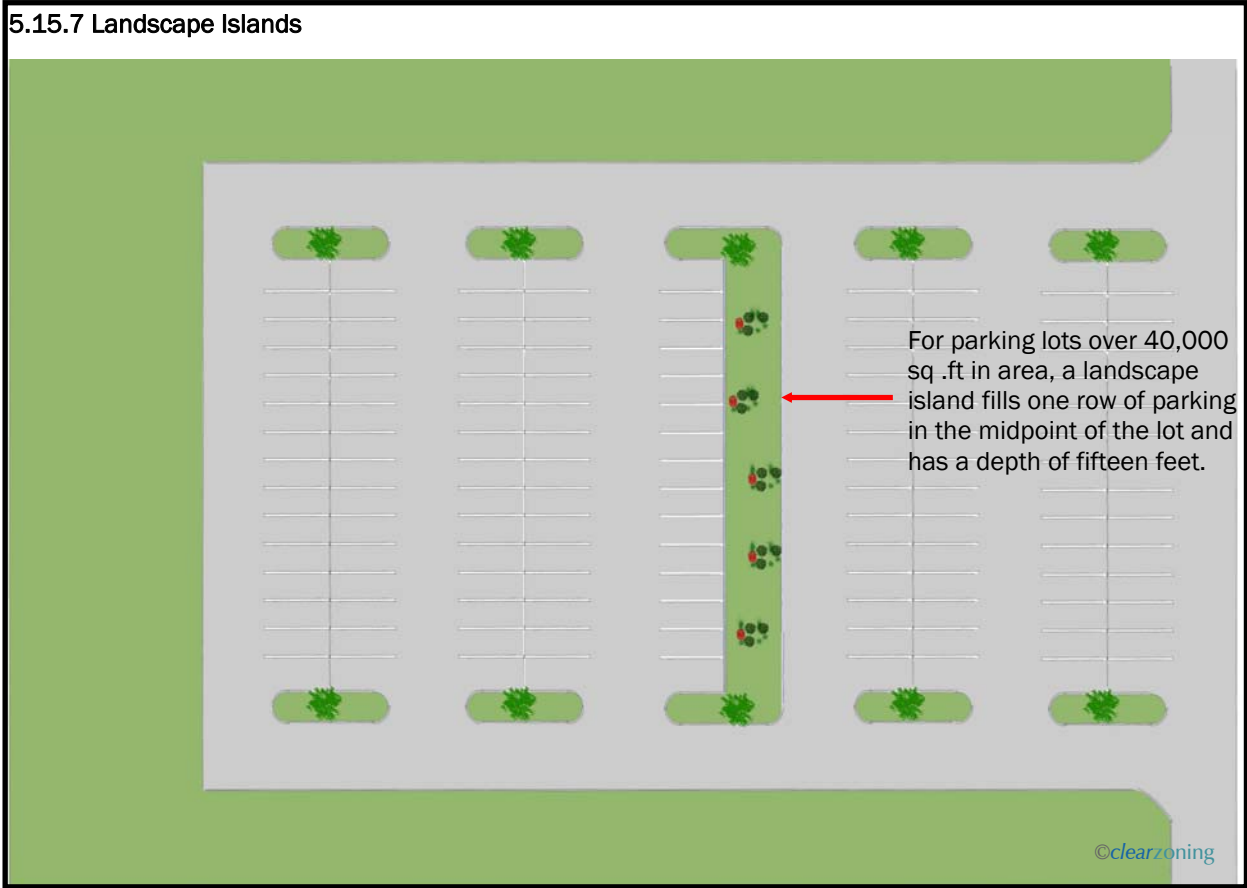 5.15.7 Landscape Islands
For parking lots over 40,000
sq .ft in area, a landscape
island fills one row of parking
in the midpoint of the lot and
has a depth of fifteen feet.
©clearzoning